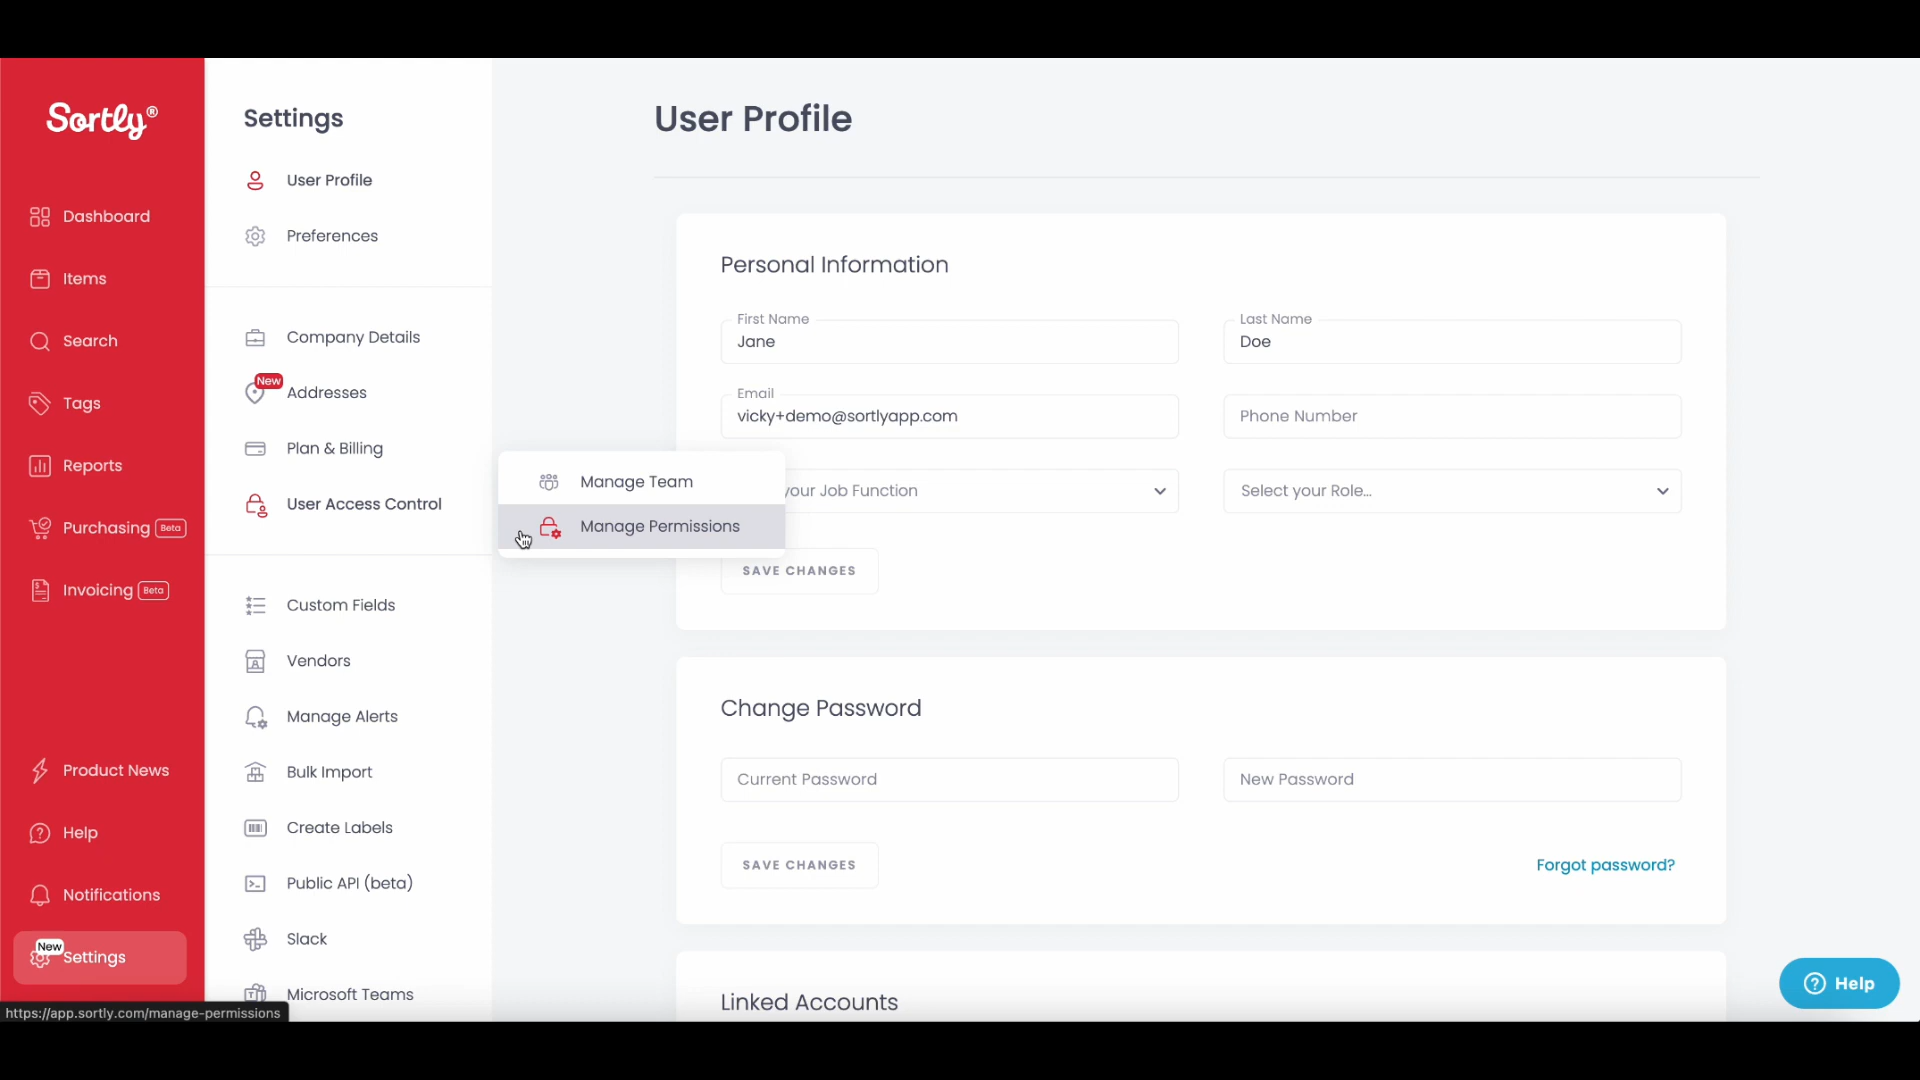 Sortly®
Dashboard
Items
Search
Tags
Reports
Purchasing Beta
Invoicing Beta
Product News
Help
Notifications
New
Settings
Settings
User Profile
Preferences
Company Details
New
Addresses
Plan & Billing
User Access Control
Custom Fields
Vendors
Manage Alerts
Bulk Import
Create Labels
Public API (beta)
Slack
Microsoft Teams
https://app.sortly.com/manage-permissions
Manage Team
Manage Permissions
User Profile
Personal Information
First Name
Jane
Last Name
Doe
Email
vicky+demo@sortlyapp.com
Phone Number
your Job Function
Select your Role...
SAVE CHANGES
Change Password
Current Password
New Password
SAVE CHANGES
Forgot password?
Linked Accounts
Help